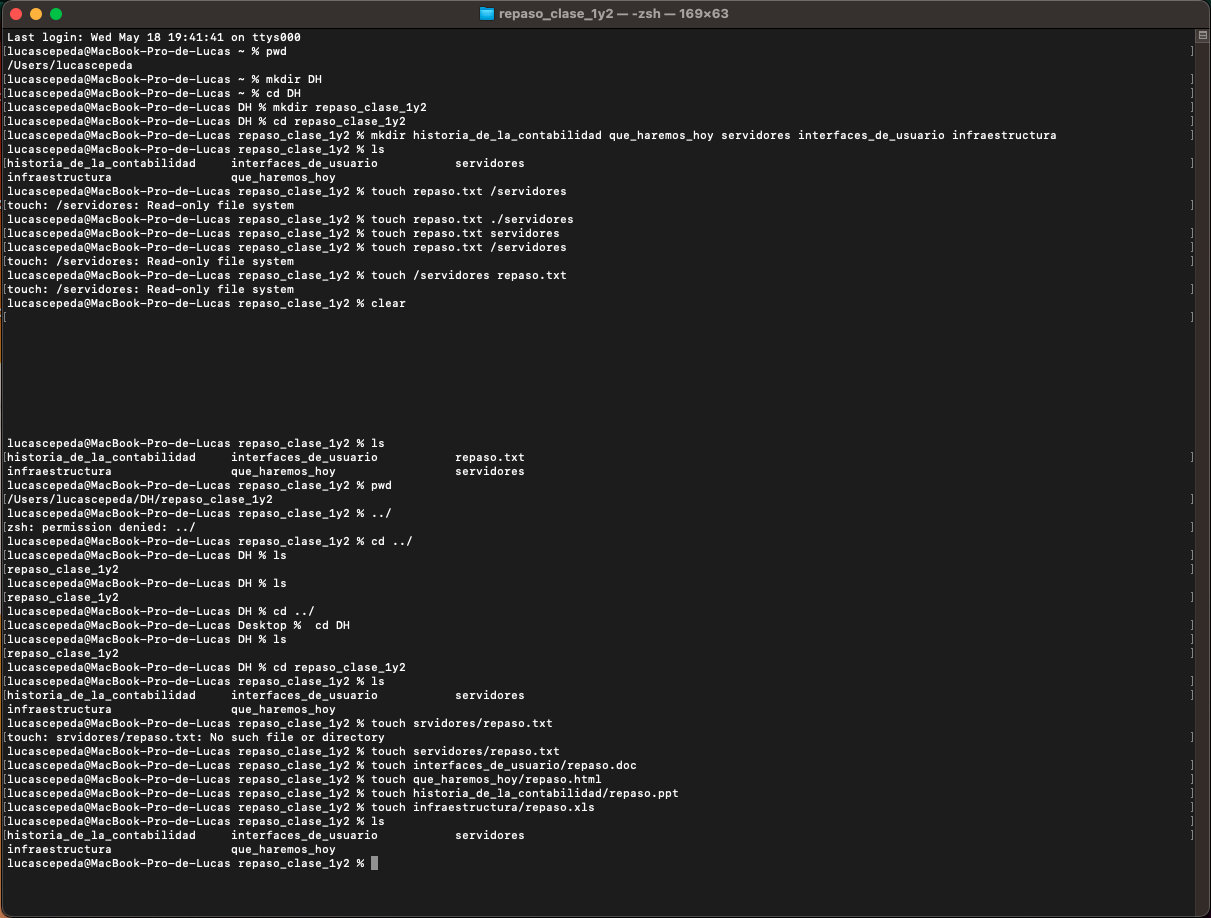 repaso_clase_1y2 — -zsh — 169×63
Last login: Wed May 18 19:41:41 on ttys000
[lucascepeda@MacBook-Pro-de-Lucas ~ % pwd ]
/Users/lucascepeda
[lucascepeda@MacBook-Pro-de-Lucas ~ % mkdir DH ]
[lucascepeda@MacBook-Pro-de-Lucas ~ % cd DH ]
[lucascepeda@MacBook-Pro-de-Lucas DH % mkdir repaso_clase_1y2 ]
[lucascepeda@MacBook-Pro-de-Lucas DH % cd repaso_clase_1y2 ]
[lucascepeda@MacBook-Pro-de-Lucas repaso_clase_1y2 % mkdir historia_de_la_contabilidad que_haremos_hoy servidores interfaces_de_usuario infraestructura ]
lucascepeda@MacBook-Pro-de-Lucas repaso_clase_1y2 % ls
[historia_de_la_contabilidad interfaces_de_usuario servidores ]
infraestructura que_haremos_hoy
lucascepeda@MacBook-Pro-de-Lucas repaso_clase_1y2 % touch repaso.txt /servidores
[touch: /servidores: Read-only file system ]
lucascepeda@MacBook-Pro-de-Lucas repaso_clase_1y2 % touch repaso.txt ./servidores
[lucascepeda@MacBook-Pro-de-Lucas repaso_clase_1y2 % touch repaso.txt servidores ]
[lucascepeda@MacBook-Pro-de-Lucas repaso_clase_1y2 % touch repaso.txt /servidores ]
[touch: /servidores: Read-only file system ]
lucascepeda@MacBook-Pro-de-Lucas repaso_clase_1y2 % touch /servidores repaso.txt
[touch: /servidores: Read-only file system ]
lucascepeda@MacBook-Pro-de-Lucas repaso_clase_1y2 % clear
[ ]
lucascepeda@MacBook-Pro-de-Lucas repaso_clase_1y2 % ls
[historia_de_la_contabilidad interfaces_de_usuario repaso.txt ]
infraestructura que_haremos_hoy servidores
lucascepeda@MacBook-Pro-de-Lucas repaso_clase_1y2 % pwd
[/Users/lucascepeda/DH/repaso_clase_1y2 ]
lucascepeda@MacBook-Pro-de-Lucas repaso_clase_1y2 % ../
[zsh: permission denied: ../ ]
lucascepeda@MacBook-Pro-de-Lucas repaso_clase_1y2 % cd ../
[lucascepeda@MacBook-Pro-de-Lucas DH % ls ]
[repaso_clase_1y2 ]
lucascepeda@MacBook-Pro-de-Lucas DH % ls
[repaso_clase_1y2 ]
lucascepeda@MacBook-Pro-de-Lucas DH % cd ../
[lucascepeda@MacBook-Pro-de-Lucas Desktop %  cd DH ]
[lucascepeda@MacBook-Pro-de-Lucas DH % ls ]
[repaso_clase_1y2 ]
lucascepeda@MacBook-Pro-de-Lucas DH % cd repaso_clase_1y2
[lucascepeda@MacBook-Pro-de-Lucas repaso_clase_1y2 % ls ]
[historia_de_la_contabilidad interfaces_de_usuario servidores ]
infraestructura que_haremos_hoy
lucascepeda@MacBook-Pro-de-Lucas repaso_clase_1y2 % touch srvidores/repaso.txt
[touch: srvidores/repaso.txt: No such file or directory ]
lucascepeda@MacBook-Pro-de-Lucas repaso_clase_1y2 % touch servidores/repaso.txt
[lucascepeda@MacBook-Pro-de-Lucas repaso_clase_1y2 % touch interfaces_de_usuario/repaso.doc ]
[lucascepeda@MacBook-Pro-de-Lucas repaso_clase_1y2 % touch que_haremos_hoy/repaso.html ]
[lucascepeda@MacBook-Pro-de-Lucas repaso_clase_1y2 % touch historia_de_la_contabilidad/repaso.ppt ]
[lucascepeda@MacBook-Pro-de-Lucas repaso_clase_1y2 % touch infraestructura/repaso.xls ]
[lucascepeda@MacBook-Pro-de-Lucas repaso_clase_1y2 % ls ]
[historia_de_la_contabilidad interfaces_de_usuario servidores ]
infraestructura que_haremos_hoy
lucascepeda@MacBook-Pro-de-Lucas repaso_clase_1y2 %